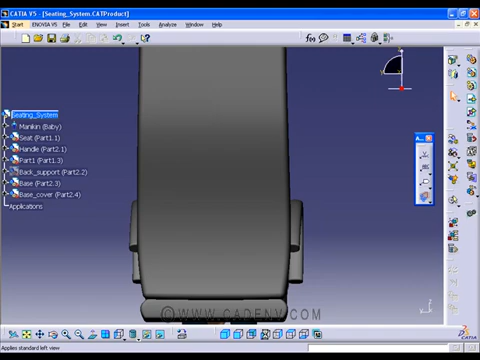 CATIA V5 - [Seating_System.CATProduct]
Start ENOVIA V5 File Edit View Insert Tools Analyze Window Help
Seating_System
Manikin (Baby)
Seat (Part1.1)
Handle (Part2.1)
Part1 (Part1.3)
Back_support (Part2.2)
Base (Part2.3)
Base_cover (Part2.4)
Applications
© WWW.CADENV.COM
Applies standard left view